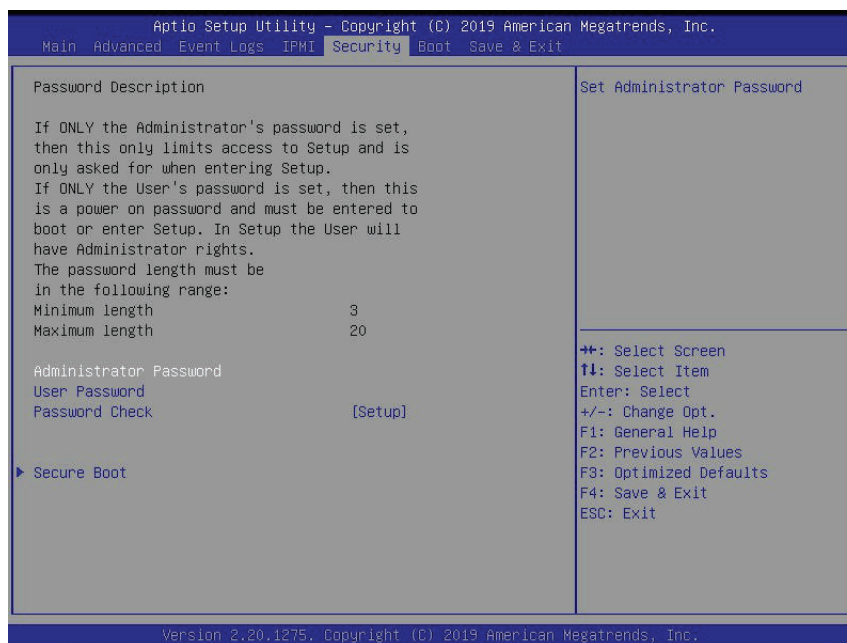 Aptio Setup Utility – Copyright (C) 2019 American Megatrends, Inc.
Main Advanced Event Logs IPMI Security Boot Save & Exit
Password Description
If ONLY the Administrator's password is set,
then this only limits access to Setup and is
only asked for when entering Setup.
If ONLY the User's password is set, then this
is a power on password and must be entered to
boot or enter Setup. In Setup the User will
have Administrator rights.
The password length must be
in the following range:
Minimum length 3
Maximum length 20
Administrator Password
User Password
Password Check [Setup]
▶ Secure Boot
Set Administrator Password
→←: Select Screen
↑↓: Select Item
Enter: Select
+/-: Change Opt.
F1: General Help
F2: Previous Values
F3: Optimized Defaults
F4: Save & Exit
ESC: Exit
Version 2.20.1275. Copyright (C) 2019 American Megatrends, Inc.